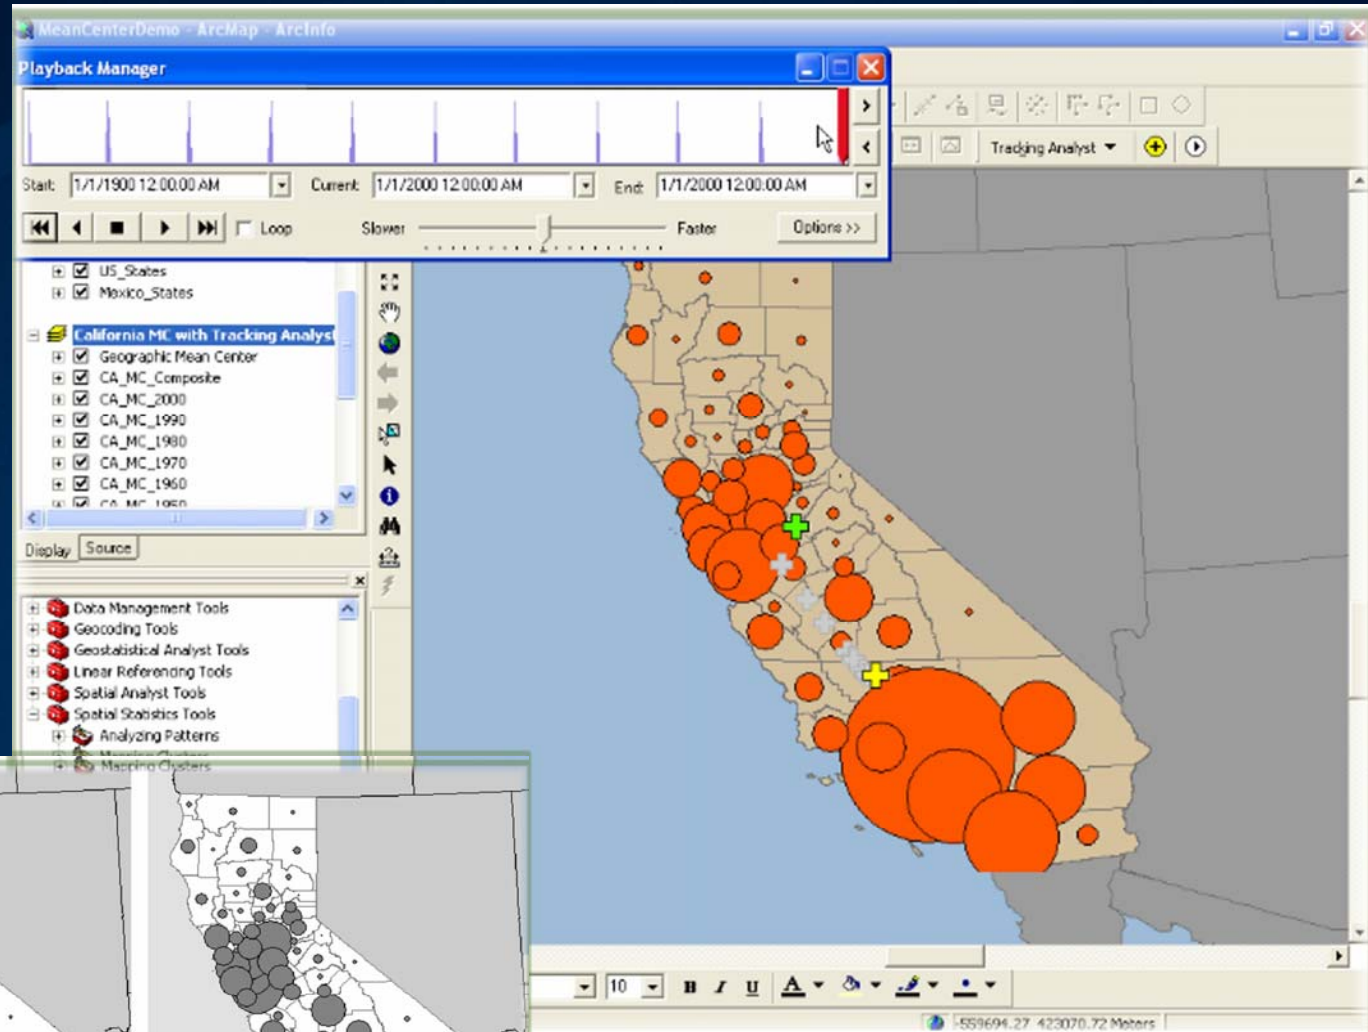 MeanCenterDemo - ArcMap - ArcInfo
Playback Manager
Start: 1/1/1900 12:00:00 AM Current: 1/1/2000 12:00:00 AM End: 1/1/2000 12:00:00 AM
Loop Slower Faster Options >>
Tracking Analyst
US_States
Mexico_States
California MC with Tracking Analyst
Geographic Mean Center
CA_MC_Composite
CA_MC_2000
CA_MC_1990
CA_MC_1980
CA_MC_1970
CA_MC_1960
CA_MC_1950
Display Source
Data Management Tools
Geocoding Tools
Geostatistical Analyst Tools
Linear Referencing Tools
Spatial Analyst Tools
Spatial Statistics Tools
Analyzing Patterns
Mapping Clusters
10 B I U A
-559694.27 423070.72 Meters